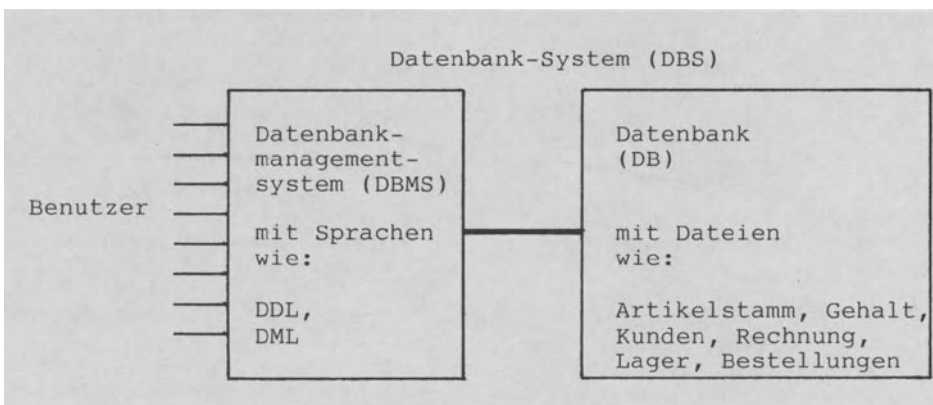 Datenbank-System (DBS)
Benutzer
Datenbank-
management-
system (DBMS)
mit Sprachen
wie:
DDL,
DML
Datenbank
(DB)
mit Dateien
wie:
Artikelstamm, Gehalt,
Kunden, Rechnung,
Lager, Bestellungen